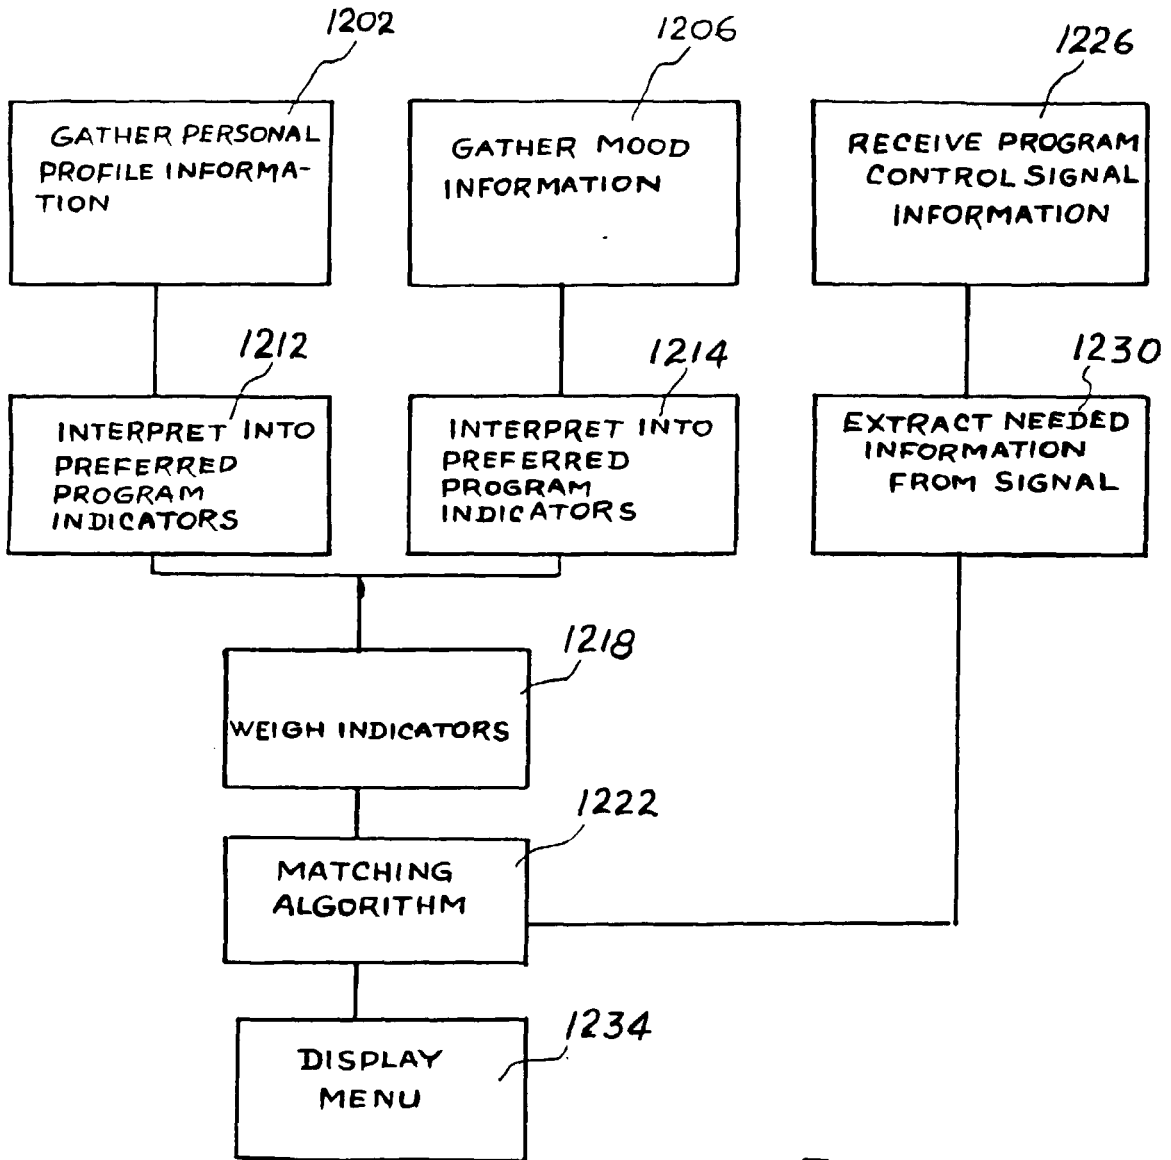 1202
GATHER PERSONAL
PROFILE INFORMA-
TION
1206
GATHER MOOD
INFORMATION
1226
RECEIVE PROGRAM
CONTROL SIGNAL
INFORMATION
1212
INTERPRET INTO
PREFERRED
PROGRAM
INDICATORS
1214
INTERPRET INTO
PREFERRED
PROGRAM
INDICATORS
1230
EXTRACT NEEDED
INFORMATION
FROM SIGNAL
1218
WEIGH INDICATORS
1222
MATCHING
ALGORITHM
1234
DISPLAY
MENU